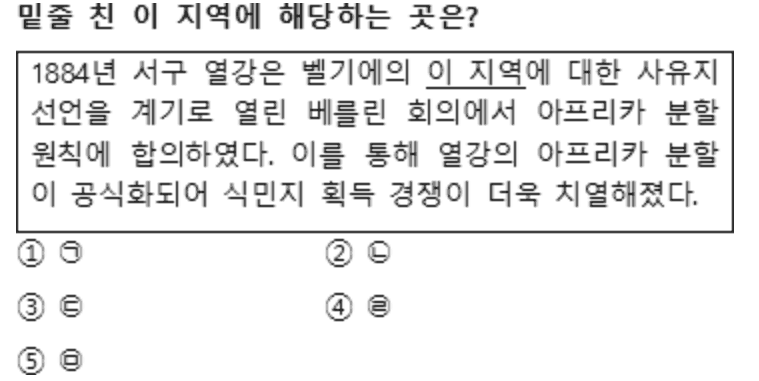 밑줄 친 이 지역에 해당하는 곳은?
1884년 서구 열강은 벨기에의 이 지역에 대한 사유지
선언을 계기로 열린 베를린 회의에서 아프리카 분할
원칙에 합의하였다. 이를 통해 열강의 아프리카 분할
이 공식화되어 식민지 획득 경쟁이 더욱 치열해졌다.
① ㉠ ② ㉡
③ ㉢ ④ ㉣
⑤ ㉤